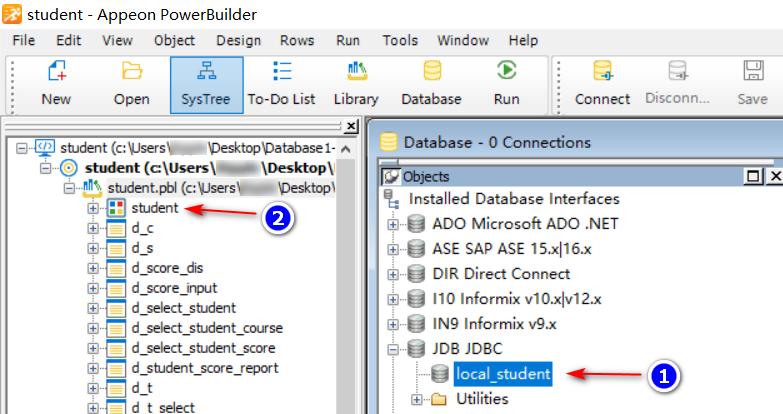 student - Appeon PowerBuilder
File Edit View Object Design Rows Run Tools Window Help
New Open SysTree To-Do List Library Database Run Connect Disconn... Save
student (c:\Users\ \Desktop\Database1-
student (c:\Users\ \Desktop\
student.pbl (c:\Users\ \Desktop\
student
2
d_c
d_s
d_score_dis
d_score_input
d_select_student
d_select_student_course
d_select_student_score
d_student_score_report
d_t
d_t_select
Database - 0 Connections
Objects
Installed Database Interfaces
ADO Microsoft ADO .NET
ASE SAP ASE 15.x|16.x
DIR Direct Connect
I10 Informix v10.x|v12.x
IN9 Informix v9.x
JDB JDBC
local_student
1
Utilities